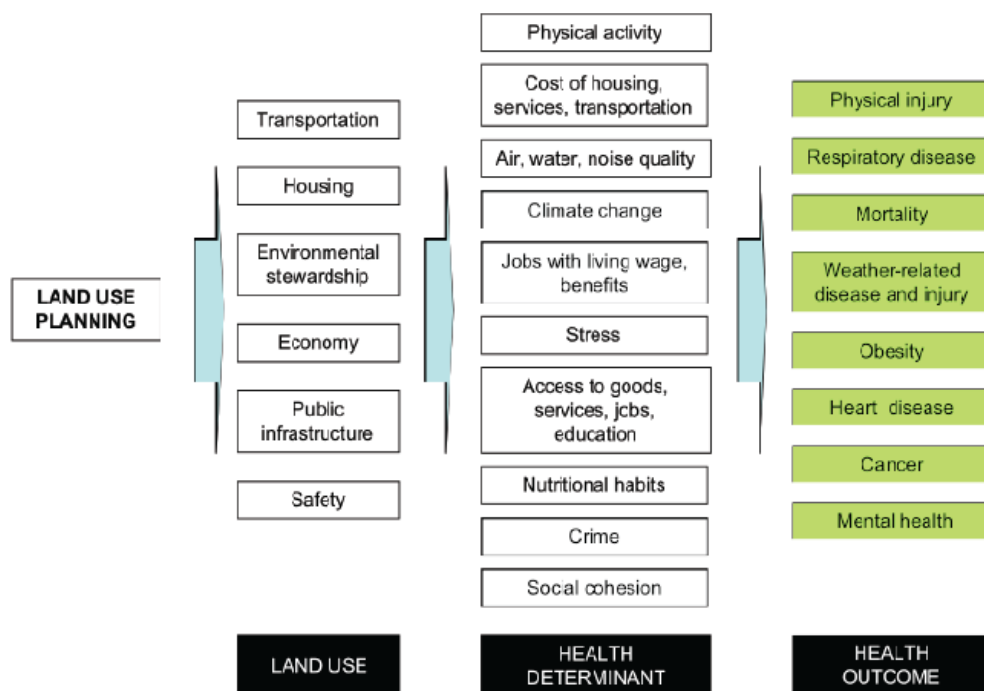 LAND USE
PLANNING
Transportation
Housing
Environmental
stewardship
Economy
Public
infrastructure
Safety
LAND USE
Physical activity
Cost of housing,
services, transportation
Air, water, noise quality
Climate change
Jobs with living wage,
benefits
Stress
Access to goods,
services, jobs,
education
Nutritional habits
Crime
Social cohesion
HEALTH
DETERMINANT
Physical injury
Respiratory disease
Mortality
Weather-related
disease and injury
Obesity
Heart disease
Cancer
Mental health
HEALTH
OUTCOME